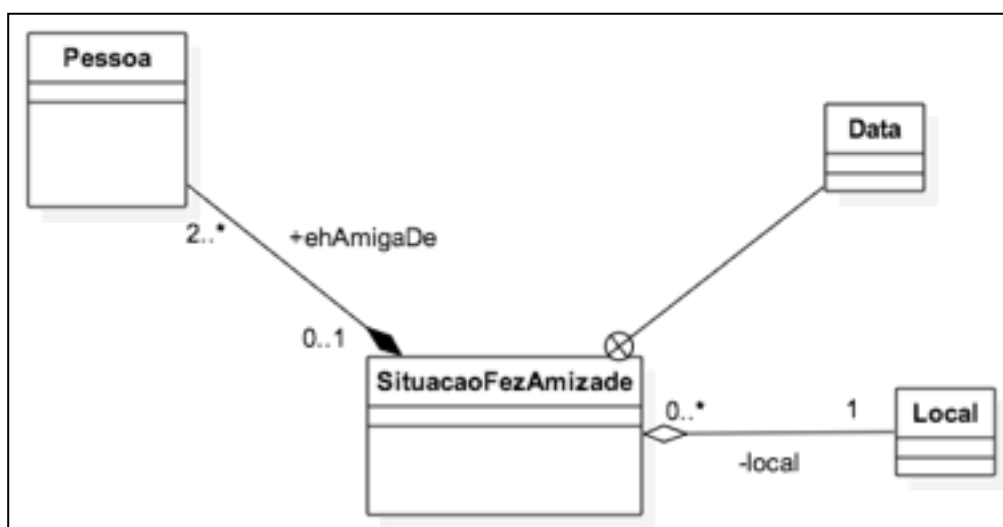 Pessoa
Data
2..*
+ehAmigaDe
0..1
SituacaoFezAmizade
0..*
1
Local
-local